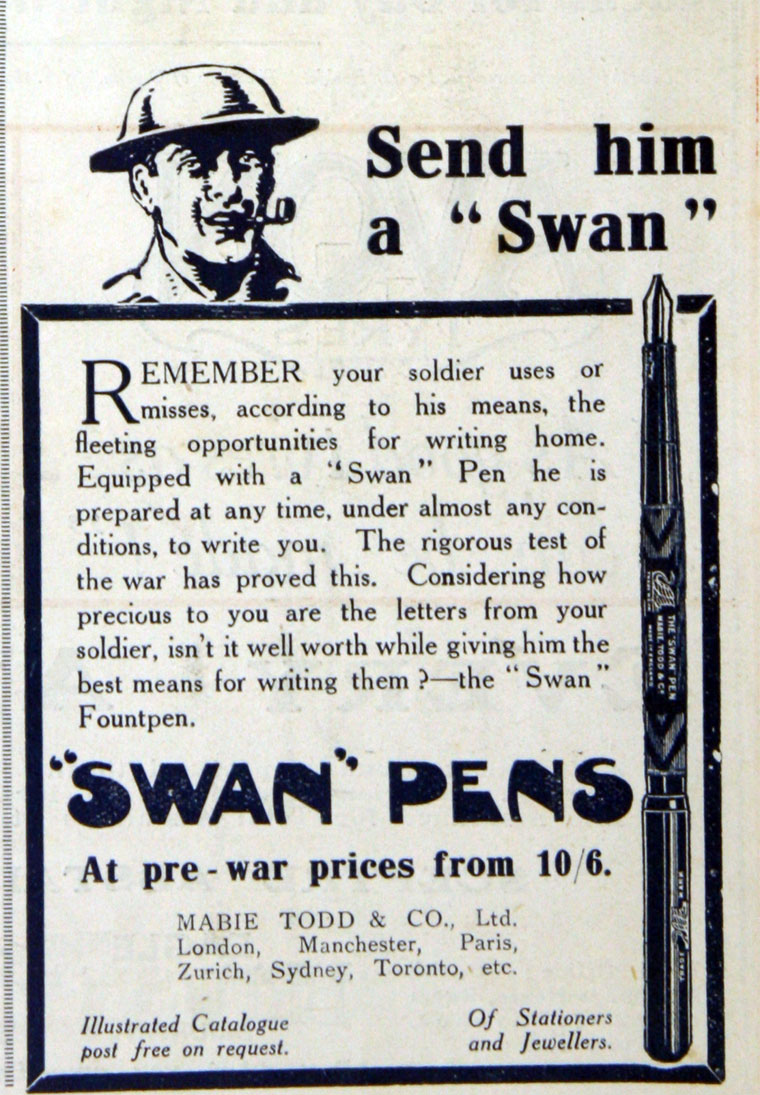 Send him
a “Swan”
REMEMBER your soldier uses or
misses, according to his means, the
fleeting opportunities for writing home.
Equipped with a “Swan” Pen he is
prepared at any time, under almost any con-
ditions, to write you. The rigorous test of
the war has proved this. Considering how
precious to you are the letters from your
soldier, isn't it well worth while giving him the
best means for writing them ?—the “Swan”
Fountpen.
THE "SWAN" PEN
MABIE, TODD & Co
“SWAN” PENS
At pre-war prices from 10/6.
MABIE TODD & CO., Ltd.
London, Manchester, Paris,
Zurich, Sydney, Toronto, etc.
Illustrated Catalogue
post free on request.
Of Stationers
and Jewellers.
TRADE
MARK